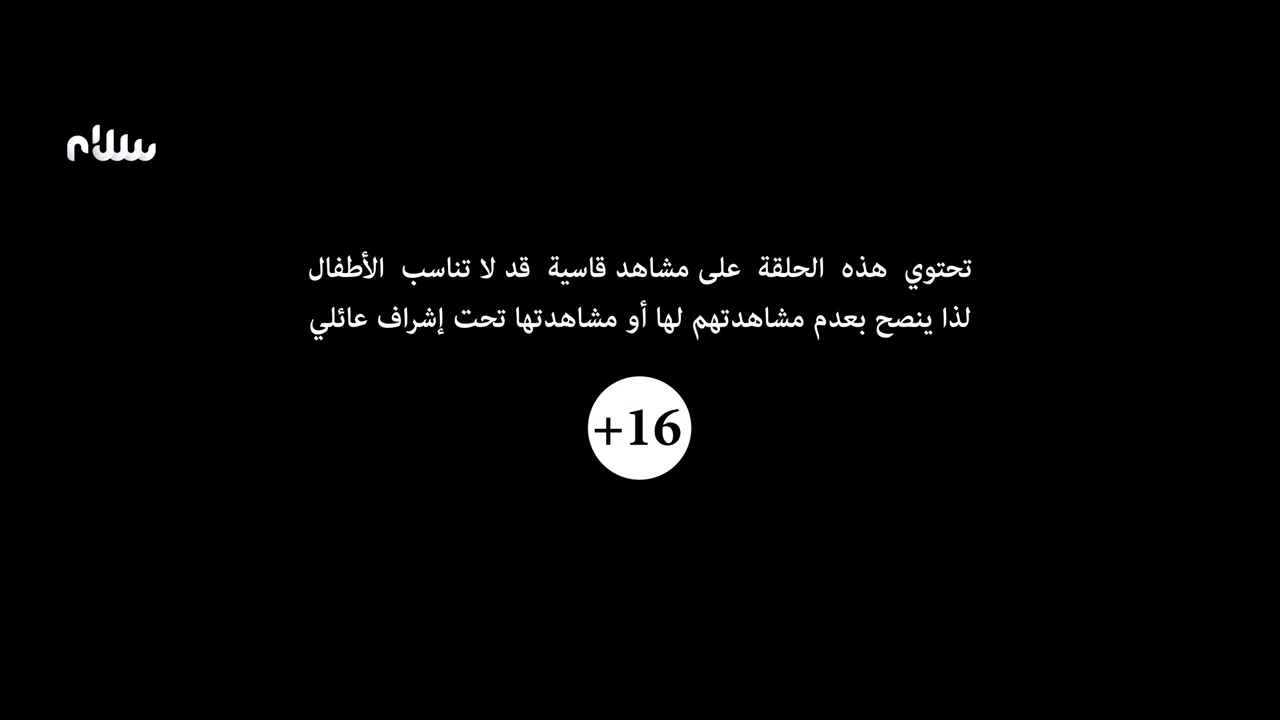 سلام
تحتوي هذه الحلقة على مشاهد قاسية قد لا تناسب الأطفال
لذا ينصح بعدم مشاهدتهم لها أو مشاهدتها تحت إشراف عائلي
+16